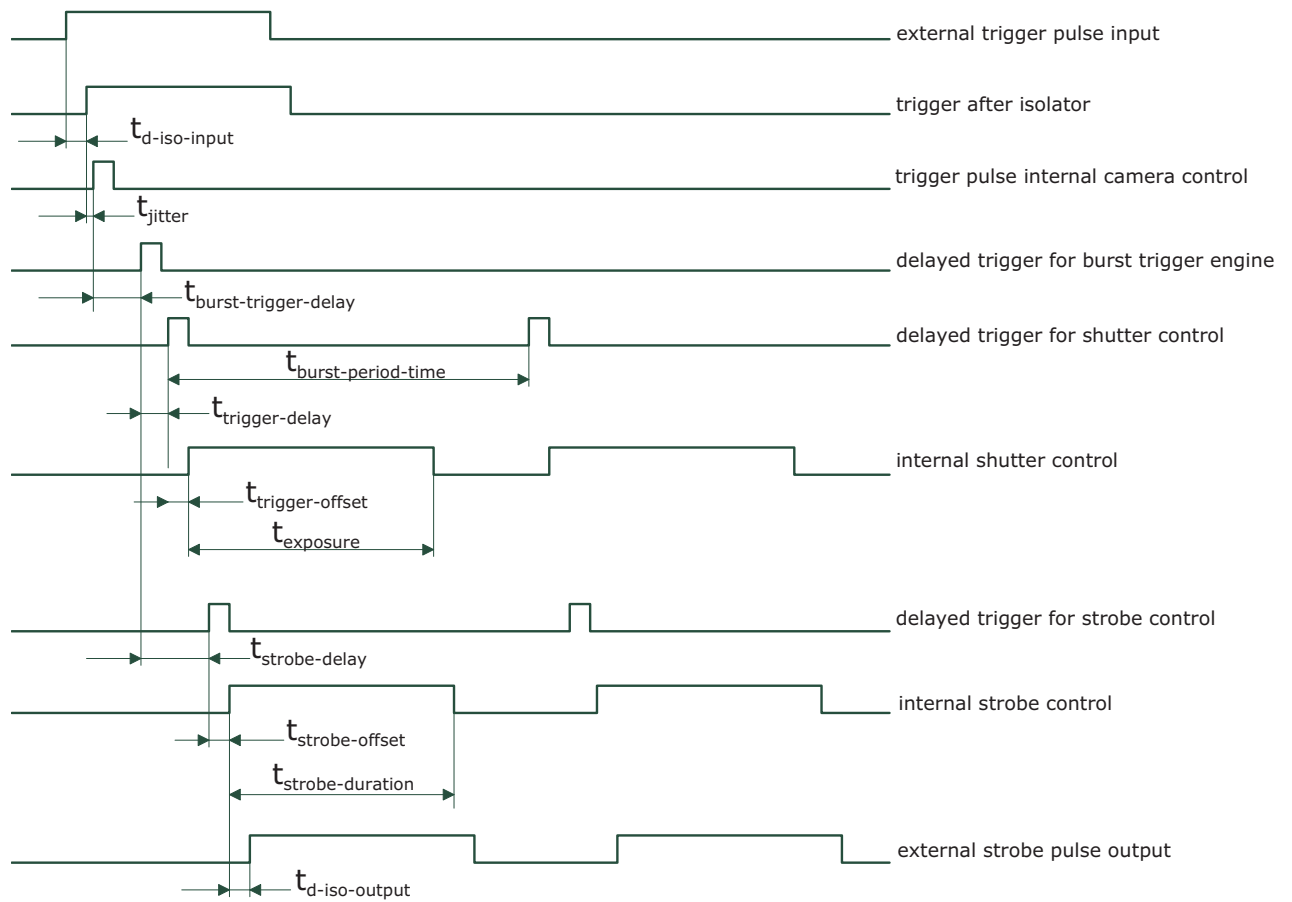 external trigger pulse input
trigger after isolator
td-iso-input
trigger pulse internal camera control
tjitter
delayed trigger for burst trigger engine
tburst-trigger-delay
delayed trigger for shutter control
tburst-period-time
ttrigger-delay
internal shutter control
ttrigger-offset
texposure
delayed trigger for strobe control
tstrobe-delay
internal strobe control
tstrobe-offset
tstrobe-duration
external strobe pulse output
td-iso-output